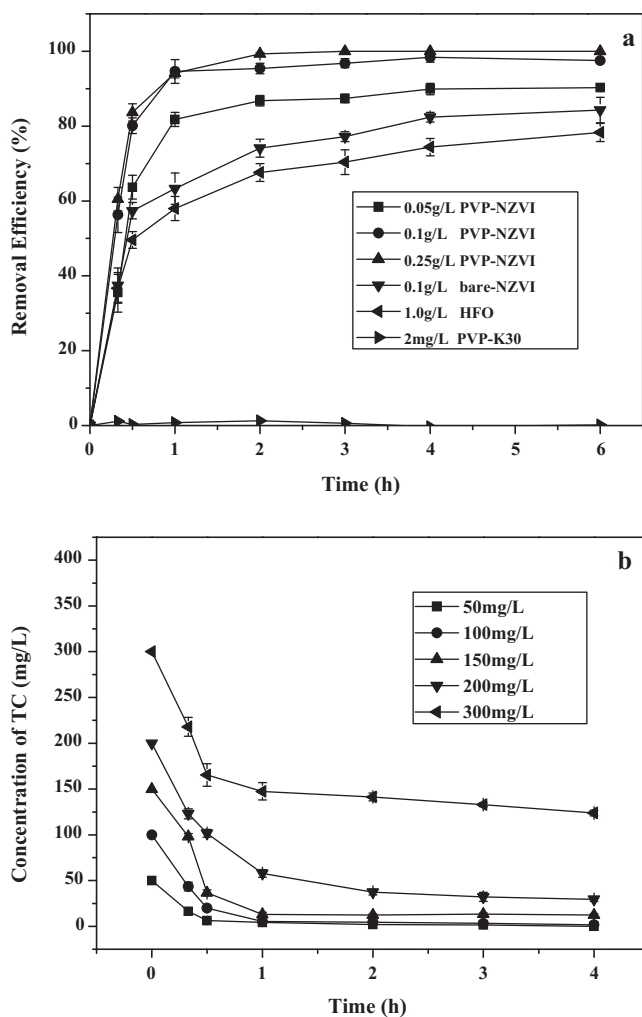 a
100
80
60
40
20
0
Removal Efficiency (%)
0.05g/L PVP-NZVI
0.1g/L PVP-NZVI
0.25g/L PVP-NZVI
0.1g/L bare-NZVI
1.0g/L HFO
2mg/L PVP-K30
0 1 2 3 4 5 6
Time (h)
b
400
350
300
250
200
150
100
50
0
Concentration of TC (mg/L)
50mg/L
100mg/L
150mg/L
200mg/L
300mg/L
0 1 2 3 4
Time (h)